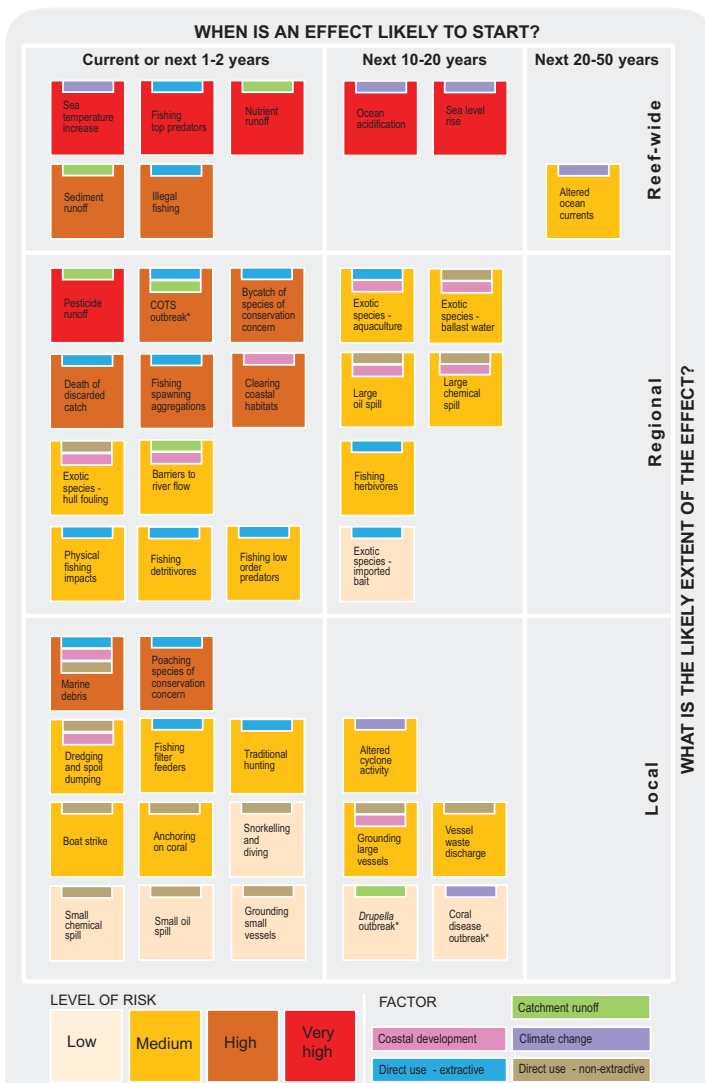 WHEN IS AN EFFECT LIKELY TO START?
Current or next 1-2 years
Next 10-20 years
Next 20-50 years
Sea
temperature
increase
Fishing
top predators
Nutrient
runoff
Ocean
acidification
Sea level
rise
Sediment
runoff
Illegal
fishing
Altered
ocean
currents
Reef-wide
Pesticide
runoff
COTS
outbreak*
Bycatch of
species of
conservation
concern
Exotic
species -
aquaculture
Exotic
species -
ballast water
Death of
discarded
catch
Fishing
spawning
aggregations
Clearing
coastal
habitats
Large
oil spill
Large
chemical
spill
Exotic
species -
hull fouling
Barriers to
river flow
Fishing
herbivores
Physical
fishing
impacts
Fishing
detritivores
Fishing low
order
predators
Exotic
species -
imported
bait
Regional
Marine
debris
Poaching
species of
conservation
concern
Dredging
and spoil
dumping
Fishing
filter
feeders
Traditional
hunting
Altered
cyclone
activity
Boat strike
Anchoring
on coral
Snorkelling
and
diving
Grounding
large
vessels
Vessel
waste
discharge
Small
chemical
spill
Small oil
spill
Grounding
small
vessels
Drupella
outbreak*
Coral
disease
outbreak*
Local
WHAT IS THE LIKELY EXTENT OF THE EFFECT?
LEVEL OF RISK
Low
Medium
High
Very
high
FACTOR
Catchment runoff
Coastal development
Climate change
Direct use - extractive
Direct use - non-extractive